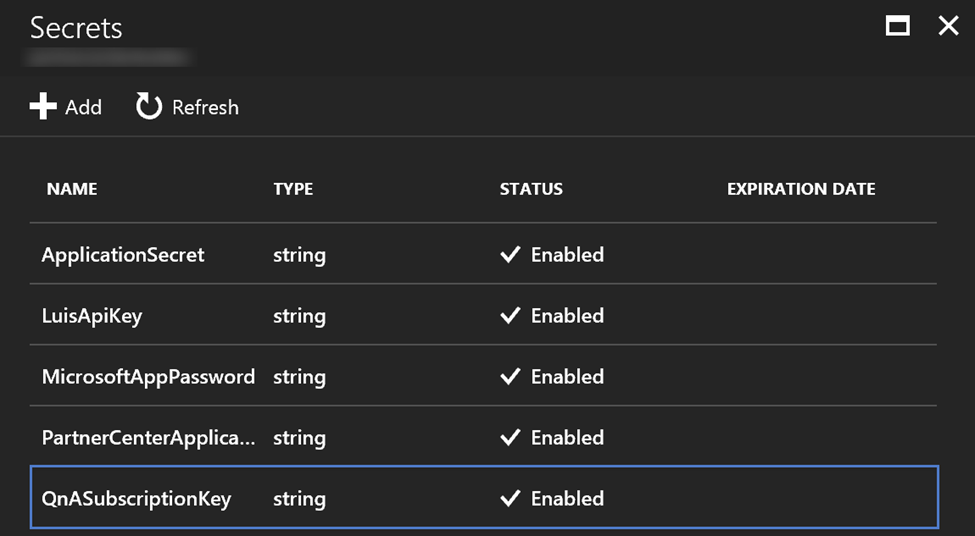 Secrets
Add Refresh
NAME TYPE STATUS EXPIRATION DATE
ApplicationSecret string Enabled
LuisApiKey string Enabled
MicrosoftAppPassword string Enabled
PartnerCenterApplica... string Enabled
QnASubscriptionKey string Enabled